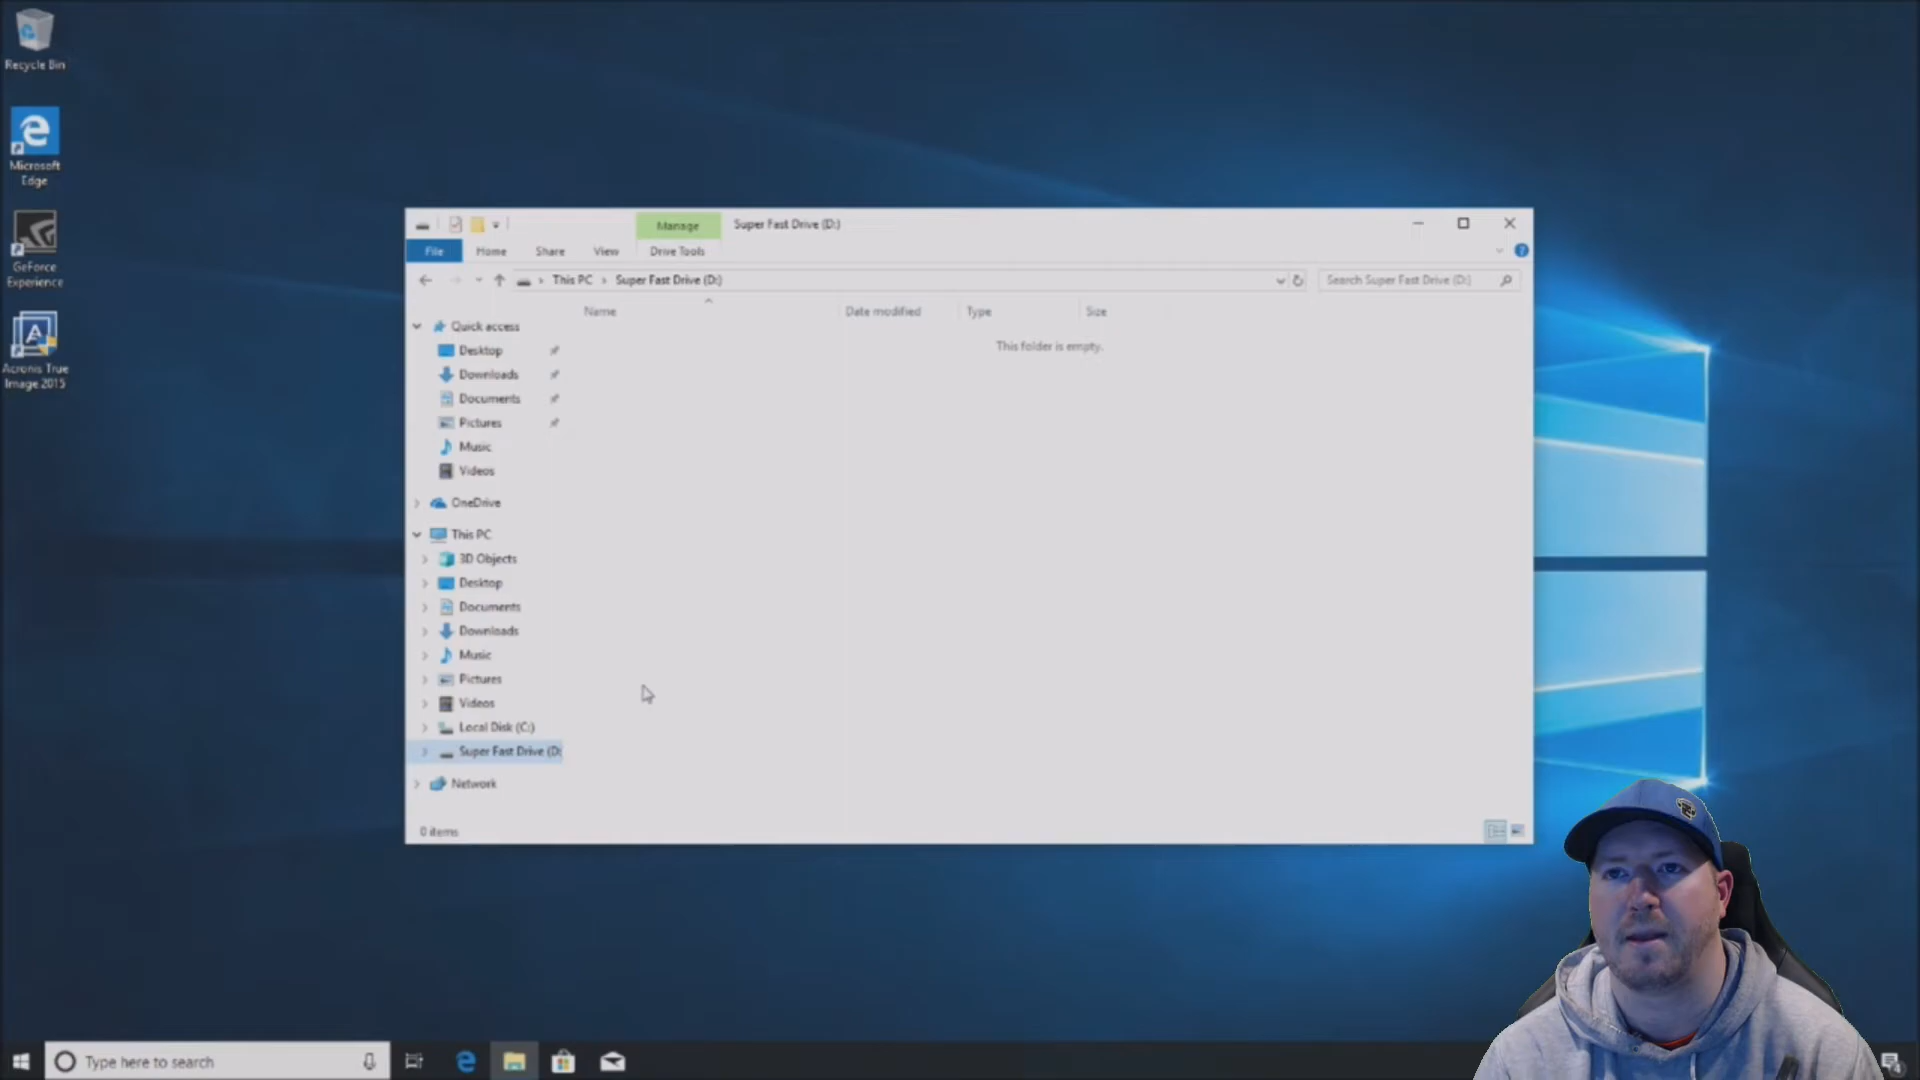 Recycle Bin
Microsoft
Edge
GeForce
Experience
Acronis True
Image 2015
Manage
Super Fast Drive (D:)
File
Home
Share
View
Drive Tools
This PC
Super Fast Drive (D:)
Search Super Fast Drive (D:)
Name
Date modified
Type
Size
This folder is empty.
Quick access
Desktop
Downloads
Documents
Pictures
Music
Videos
OneDrive
This PC
3D Objects
Desktop
Documents
Downloads
Music
Pictures
Videos
Local Disk (C:)
Super Fast Drive (D:
Network
0 items
Type here to search
4